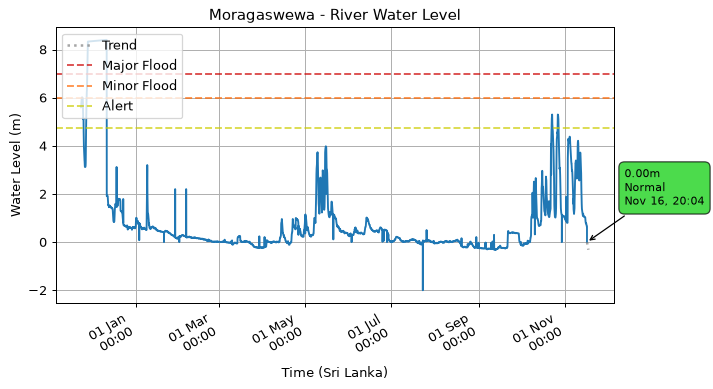 Moragaswewa - River Water Level
Trend
Major Flood
Minor Flood
Alert
8
6
4
2
0
−2
Water Level (m)
0.00m
Normal
Nov 16, 20:04
01 Jan
00:00
01 Mar
00:00
01 May
00:00
01 Jul
00:00
01 Sep
00:00
01 Nov
00:00
Time (Sri Lanka)